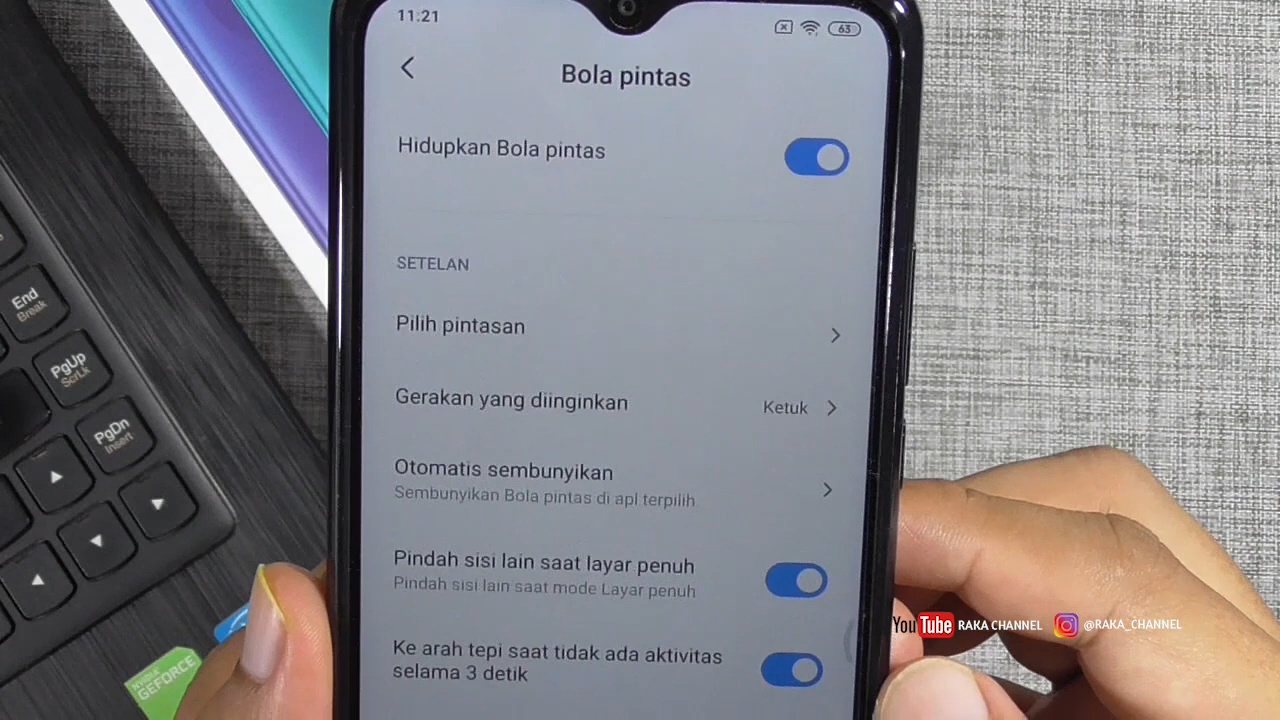 11:21
63
Bola pintas
Hidupkan Bola pintas
SETELAN
Pilih pintasan
Gerakan yang diinginkan
Ketuk
Otomatis sembunyikan
Sembunyikan Bola pintas di apl terpilih
Pindah sisi lain saat layar penuh
Pindah sisi lain saat mode Layar penuh
Ke arah tepi saat tidak ada aktivitas
selama 3 detik
End
Break
PgUp
ScrLk
PgDn
Insert
NVIDIA
GEFORCE
YouTube RAKA CHANNEL @RAKA_CHANNEL